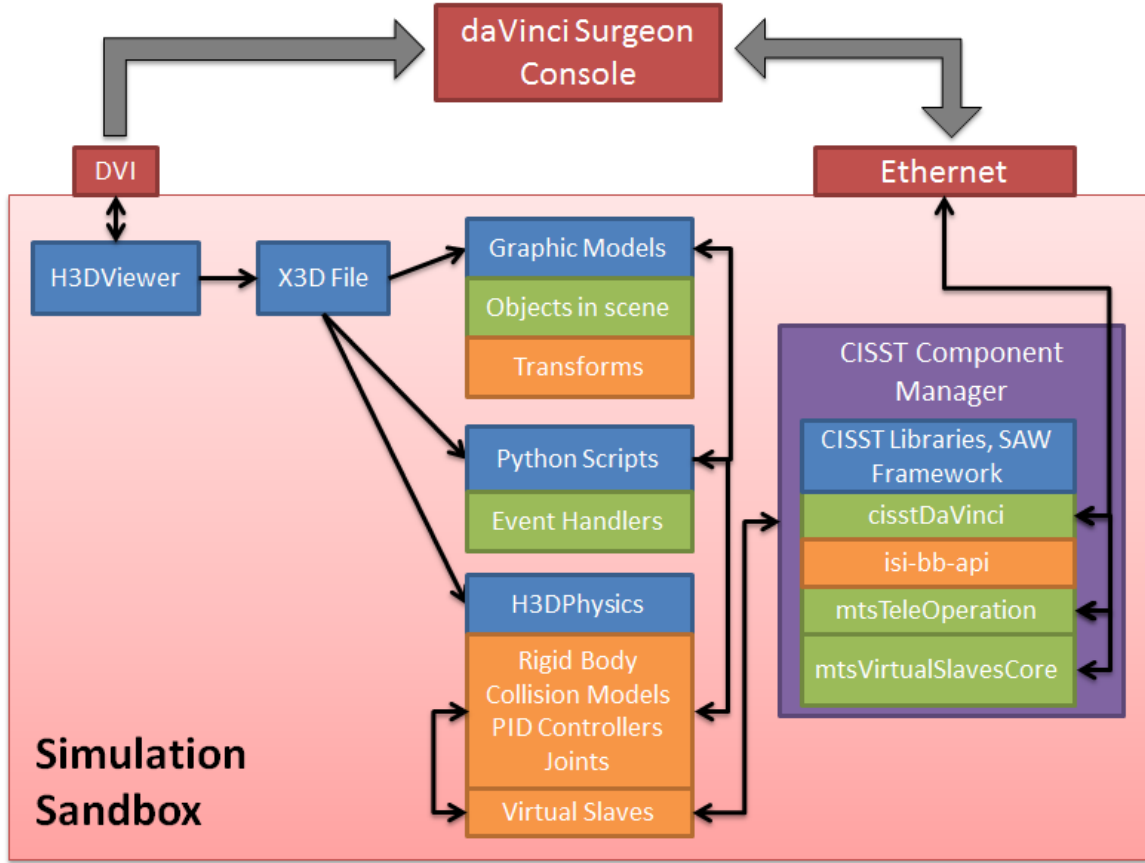 daVinci Surgeon
Console
DVI
Ethernet
H3DViewer
X3D File
Graphic Models
Objects in scene
Transforms
Python Scripts
Event Handlers
H3DPhysics
Rigid Body
Collision Models
PID Controllers
Joints
Virtual Slaves
CISST Component
Manager
CISST Libraries, SAW
Framework
cisstDaVinci
isi-bb-api
mtsTeleOperation
mtsVirtualSlavesCore
Simulation
Sandbox